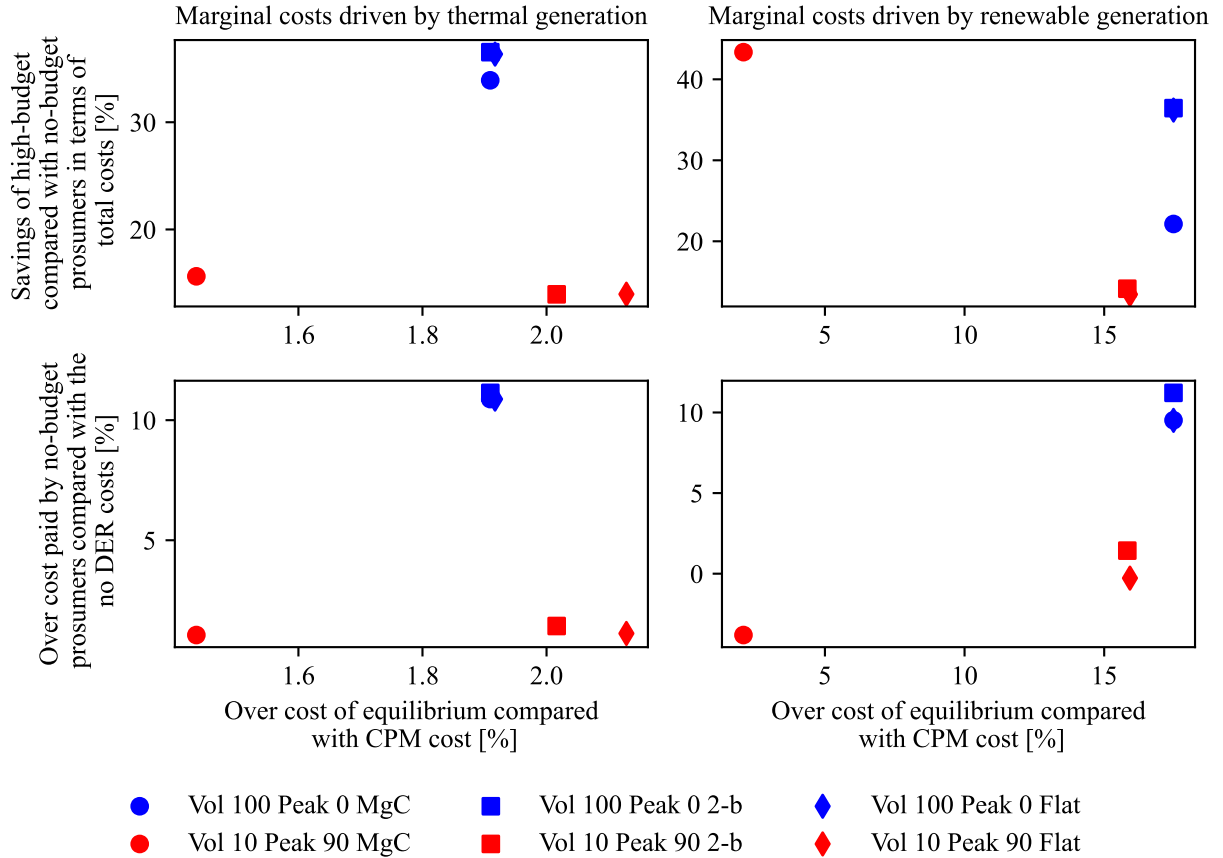 Marginal costs driven by thermal generation
Marginal costs driven by renewable generation
Savings of high-budget
compared with no-budget
prosumers in terms of
total costs [%]
30
20
1.6
1.8
2.0
40
30
20
5
10
15
Over cost paid by no-budget
prosumers compared with the
no DER costs [%]
10
5
1.6
1.8
2.0
10
5
0
5
10
15
Over cost of equilibrium compared
with CPM cost [%]
Over cost of equilibrium compared
with CPM cost [%]
Vol 100 Peak 0 MgC
Vol 100 Peak 0 2-b
Vol 100 Peak 0 Flat
Vol 10 Peak 90 MgC
Vol 10 Peak 90 2-b
Vol 10 Peak 90 Flat